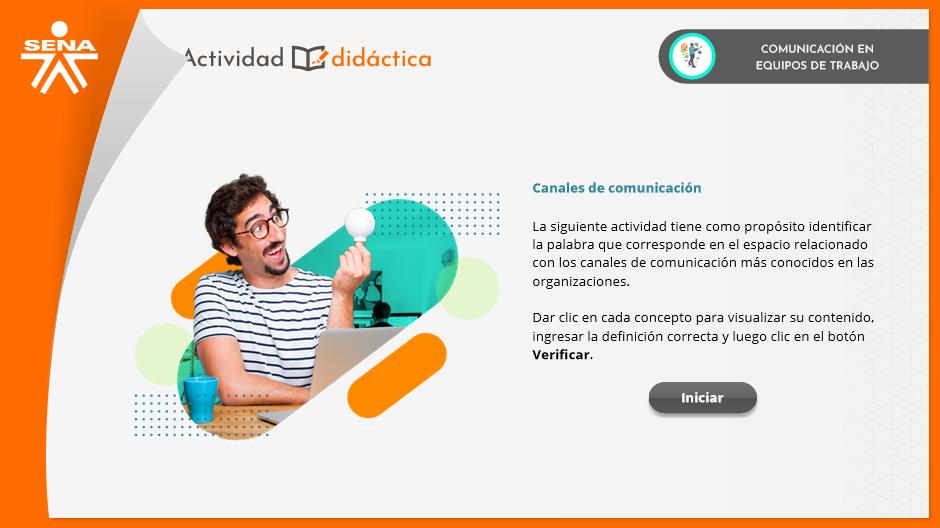 SENA
Actividad didáctica
COMUNICACIÓN EN
EQUIPOS DE TRABAJO
Canales de comunicación
La siguiente actividad tiene como propósito identificar
la palabra que corresponde en el espacio relacionado
con los canales de comunicación más conocidos en las
organizaciones.
Dar clic en cada concepto para visualizar su contenido,
ingresar la definición correcta y luego clic en el botón
Verificar.
Iniciar